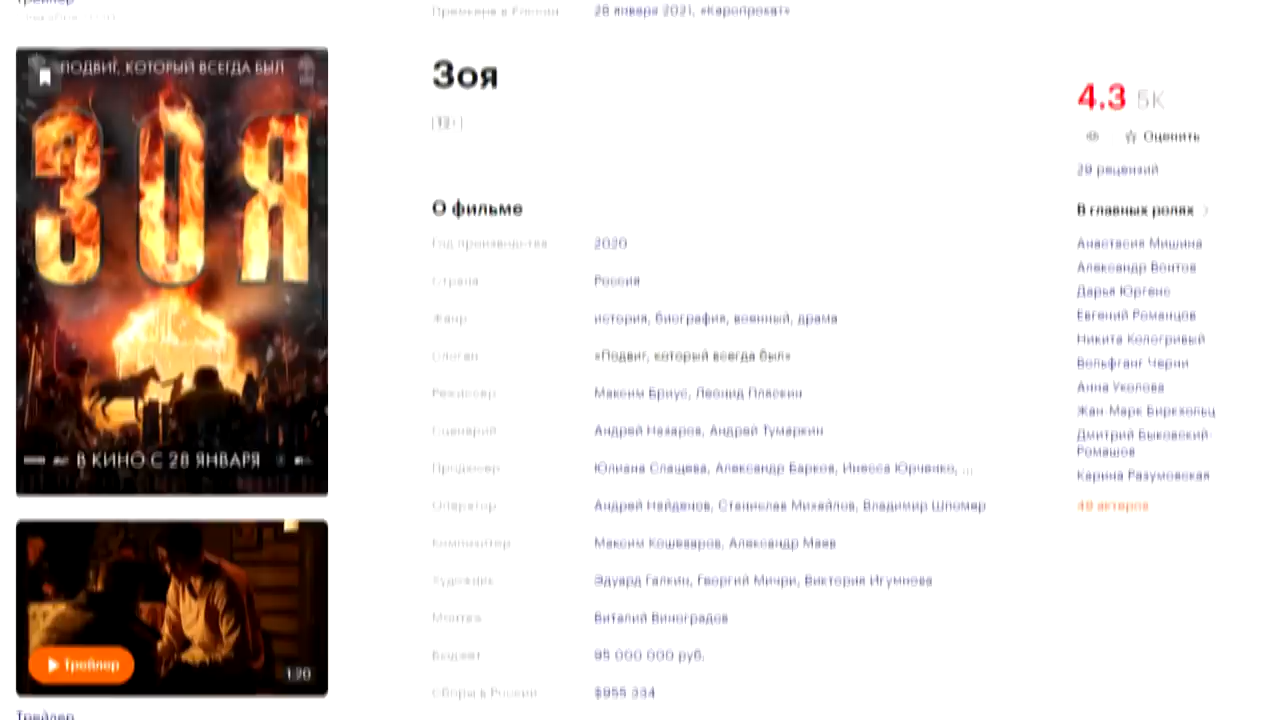 Трейлер
Премьера в России 28 января 2021, «Каропрокат»
ПОДВИГ, КОТОРЫЙ ВСЕГДА БЫЛ
ЗОЯ
В КИНО С 28 ЯНВАРЯ
Трейлер
1:20
Трейлер
Зоя
О фильме
Год производства 2020
Страна Россия
Жанр история, биография, военный, драма
Слоган «Подвиг, который всегда был»
Режиссер Максим Бриус, Леонид Пляскин
Сценарий Андрей Назаров, Андрей Тумаркин
Продюсер Юлиана Слащева, Александр Барков, Инесса Юрченко, ...
Оператор Андрей Найденов, Станислав Михайлов, Владимир Шпомер
Композитор Максим Кошеваров, Александр Маев
Художник Эдуард Галкин, Георгий Мичри, Виктория Игумнова
Монтаж Виталий Виноградов
Бюджет 95 000 000 руб.
Сборы в России $955 334
4.3 5K
Оценить
29 рецензий
В главных ролях
Анастасия Мишина
Александр Вонтов
Дарья Юргенс
Евгений Романцов
Никита Кологривый
Вольфганг Черни
Анна Уколова
Жан-Марк Биркхольц
Дмитрий Быковский-
Ромашов
Карина Разумовская
49 актеров